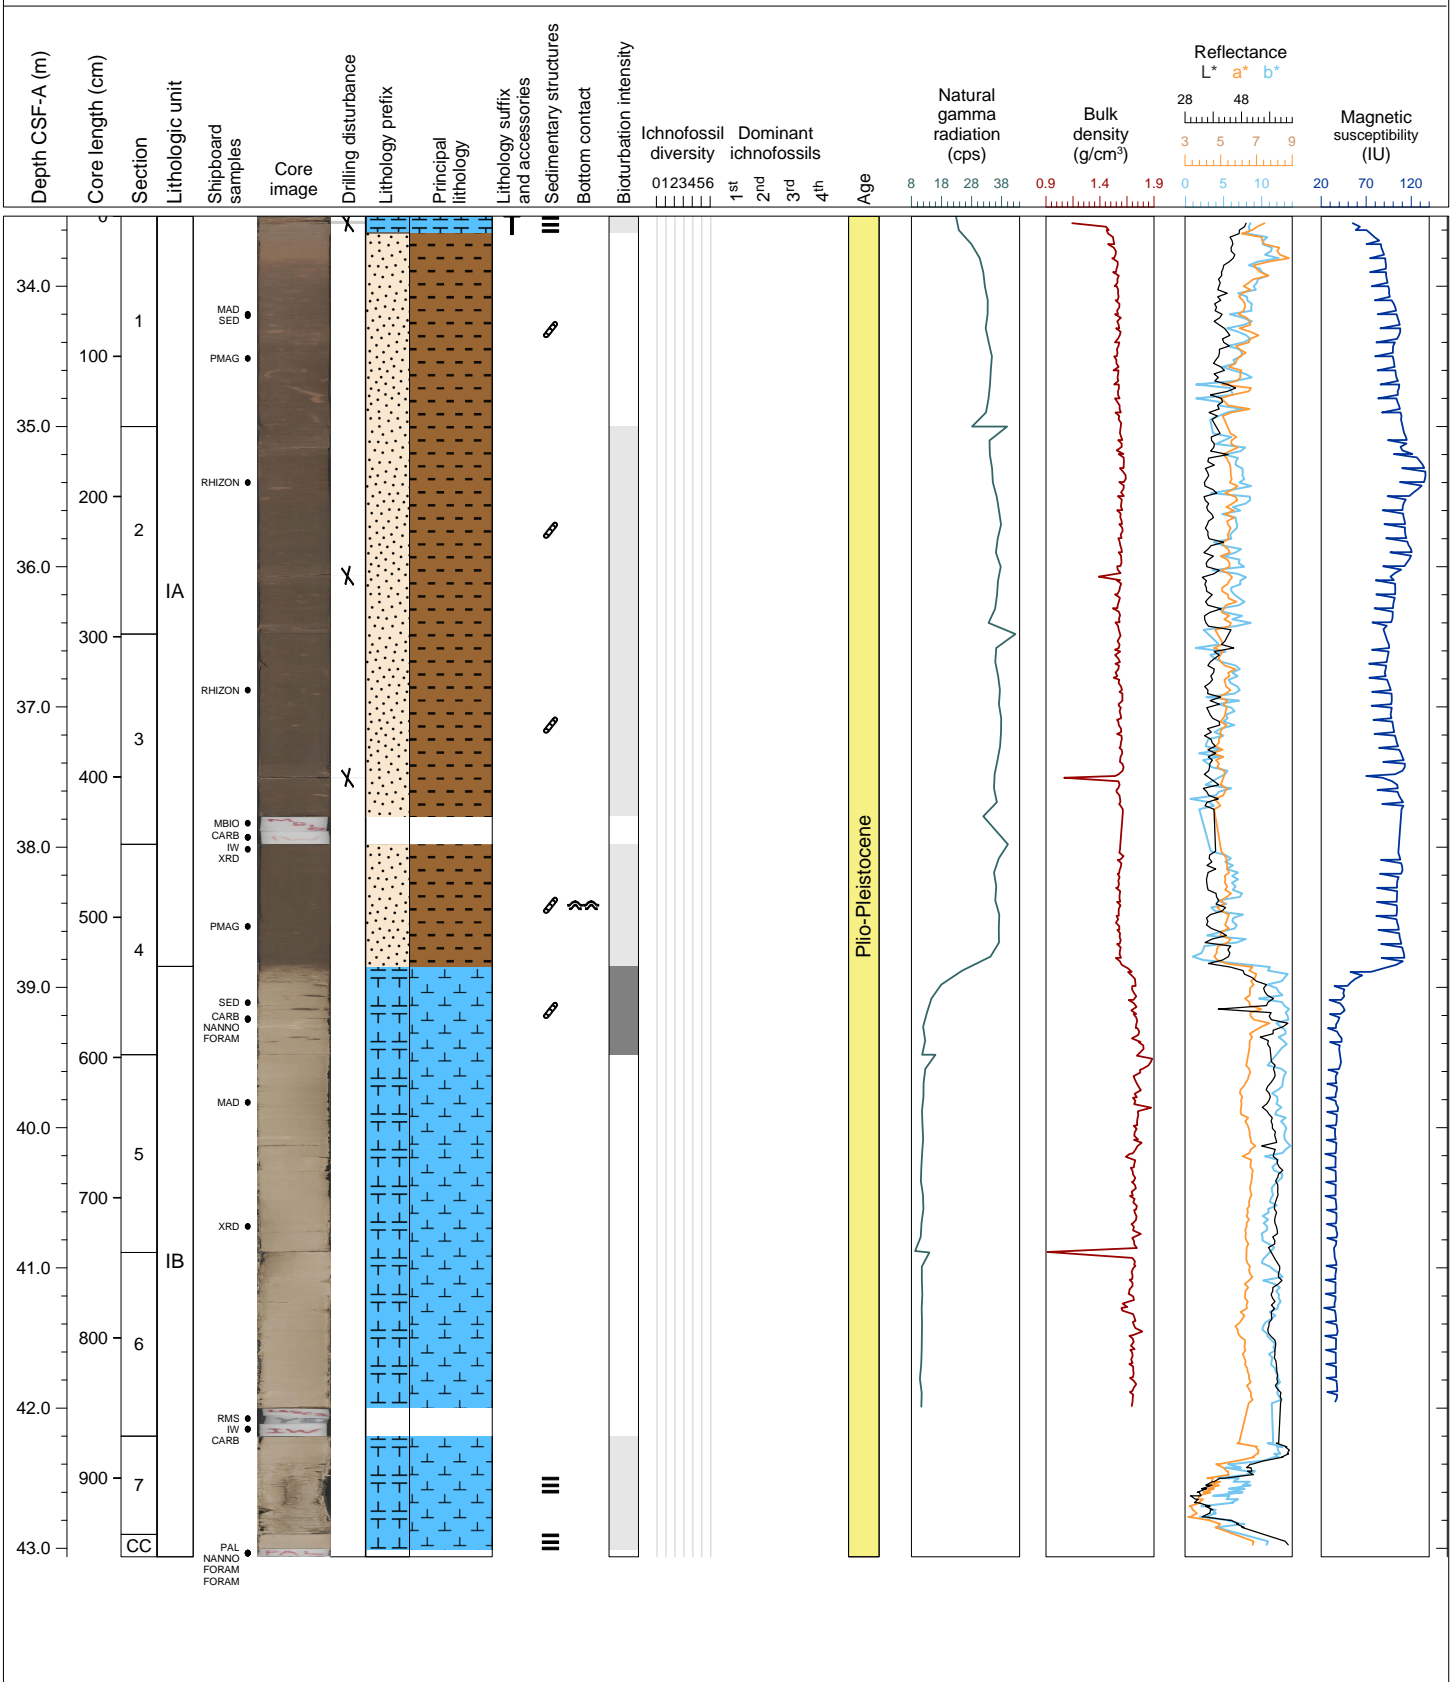 Depth CSF-A (m)
Core length (cm)
Section
Lithologic unit
Shipboard
samples
Core
image
Drilling disturbance
Lithology prefix
Principal
lithology
Lithology suffix
and accessories
Sedimentary structures
Bottom contact
Bioturbation intensity
Ichnofossil
diversity
0123456
Dominant
ichnofossils
1st 2nd 3rd 4th
Age
Natural
gamma
radiation
(cps)
8 18 28 38
Bulk
density
(g/cm³)
0.9 1.4 1.9
Reflectance
L* a* b*
28 48
3 5 7 9
0 5 10
Magnetic
susceptibility
(IU)
20 70 120
0
34.0
MAD
SED
1
PMAG
100
35.0
RHIZON
200
2
36.0
IA
300
RHIZON
37.0
3
400
MBIO
CARB
IW
XRD
38.0
Plio-Pleistocene
500
PMAG
4
39.0
SED
CARB
NANNO
FORAM
600
MAD
40.0
5
700
XRD
IB
41.0
800
6
42.0
RMS
IW
CARB
IW
900
7
CC
43.0
PAL
NANNO
FORAM
FORAM